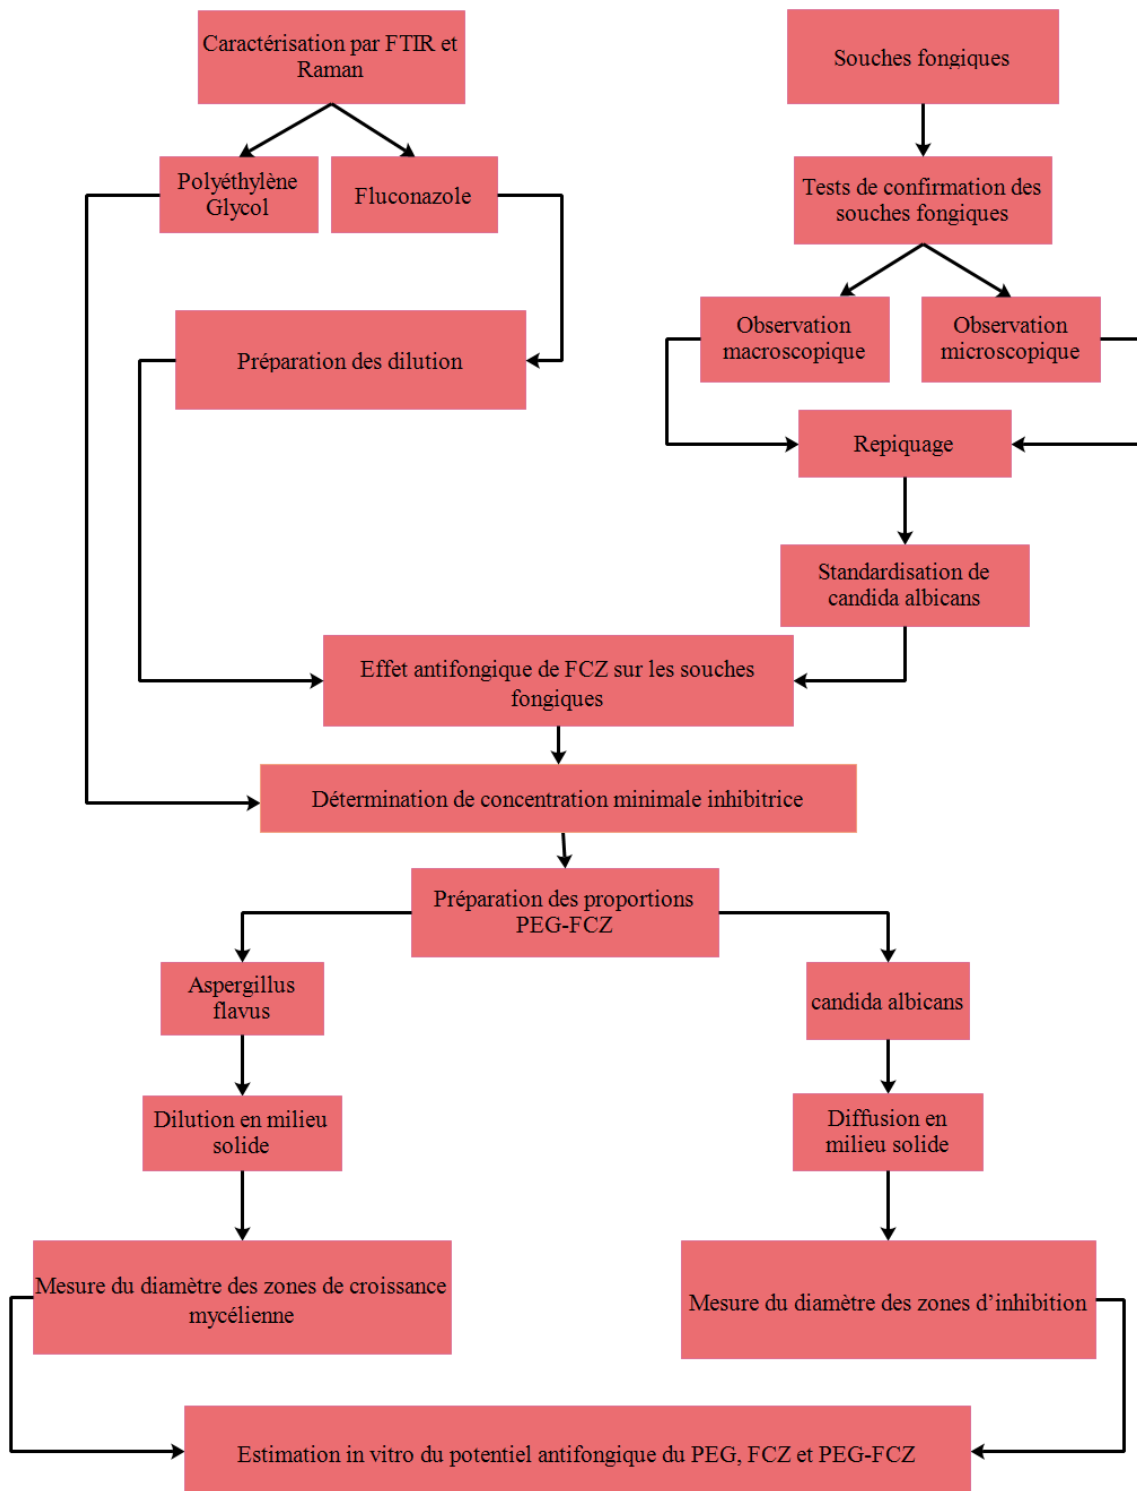 Caractérisation par FTIR et
Raman
Souches fongiques
Polyéthylène
Glycol
Fluconazole
Tests de confirmation des
souches fongiques
Préparation des dilution
Observation
macroscopique
Observation
microscopique
Repiquage
Standardisation de
candida albicans
Effet antifongique de FCZ sur les souches
fongiques
Détermination de concentration minimale inhibitrice
Préparation des proportions
PEG-FCZ
Aspergillus
flavus
candida albicans
Dilution en milieu
solide
Diffusion en
milieu solide
Mesure du diamètre des zones de croissance
mycélienne
Mesure du diamètre des zones d’inhibition
Estimation in vitro du potentiel antifongique du PEG, FCZ et PEG-FCZ